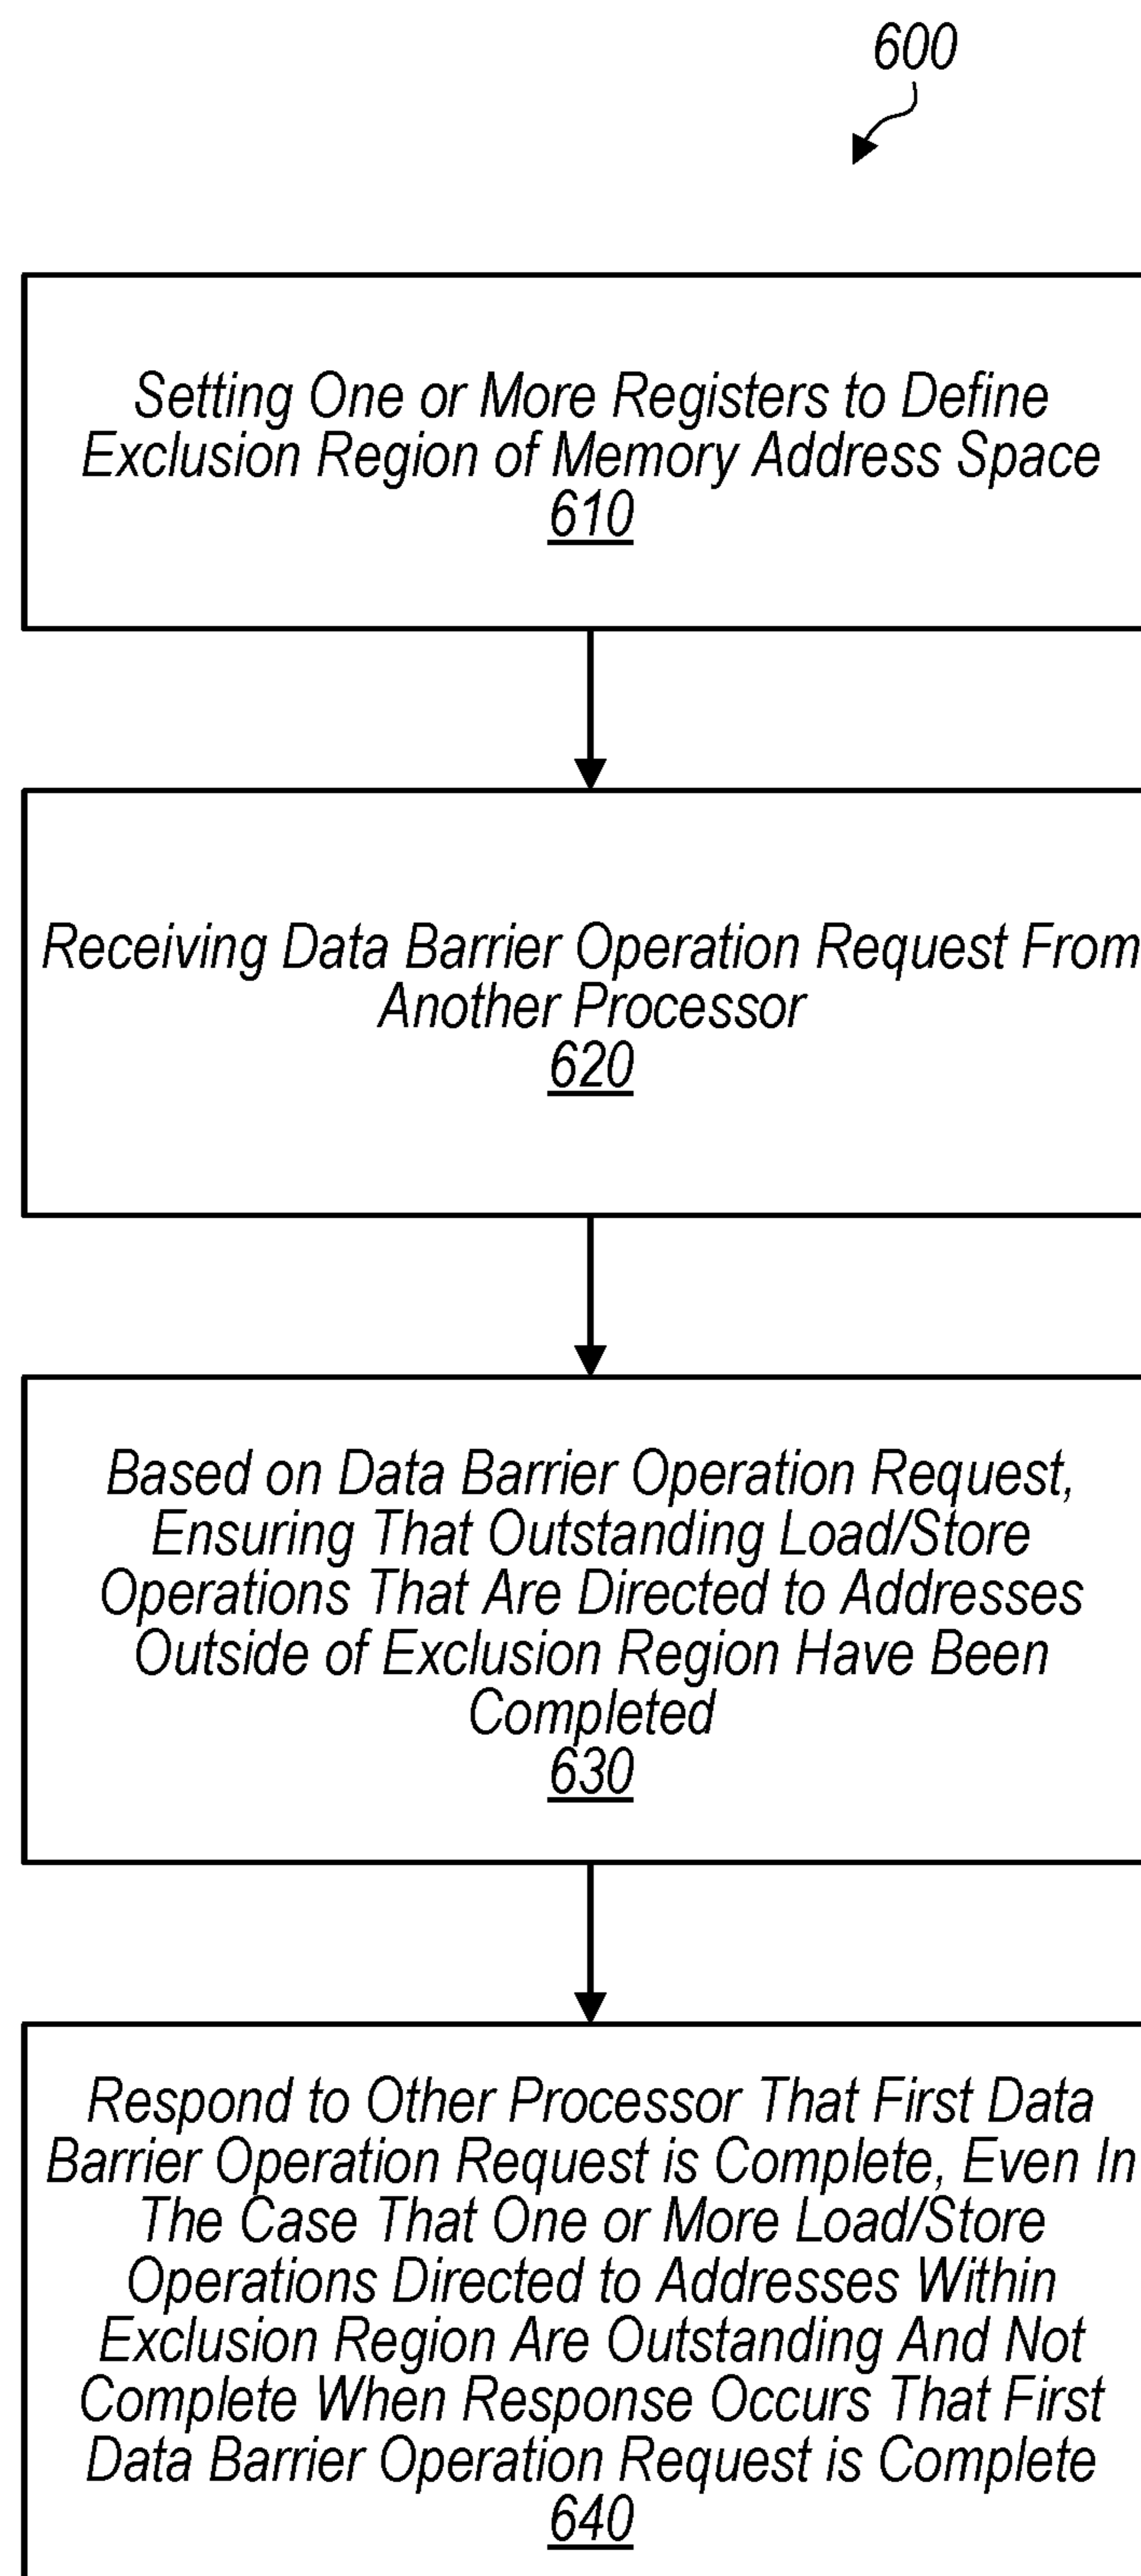 600
Setting One or More Registers to Define
Exclusion Region of Memory Address Space
610
Receiving Data Barrier Operation Request From
Another Processor
620
Based on Data Barrier Operation Request,
Ensuring That Outstanding Load/Store
Operations That Are Directed to Addresses
Outside of Exclusion Region Have Been
Completed
630
Respond to Other Processor That First Data
Barrier Operation Request is Complete, Even In
The Case That One or More Load/Store
Operations Directed to Addresses Within
Exclusion Region Are Outstanding And Not
Complete When Response Occurs That First
Data Barrier Operation Request is Complete
640